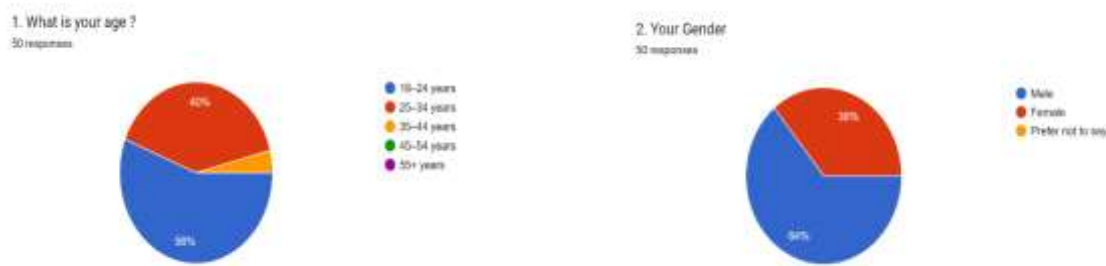 1. What is your age ?
50 responses
40%
56%
18–24 years
25–34 years
35–44 years
45–54 years
55+ years
2. Your Gender
50 responses
36%
64%
Male
Female
Prefer not to say